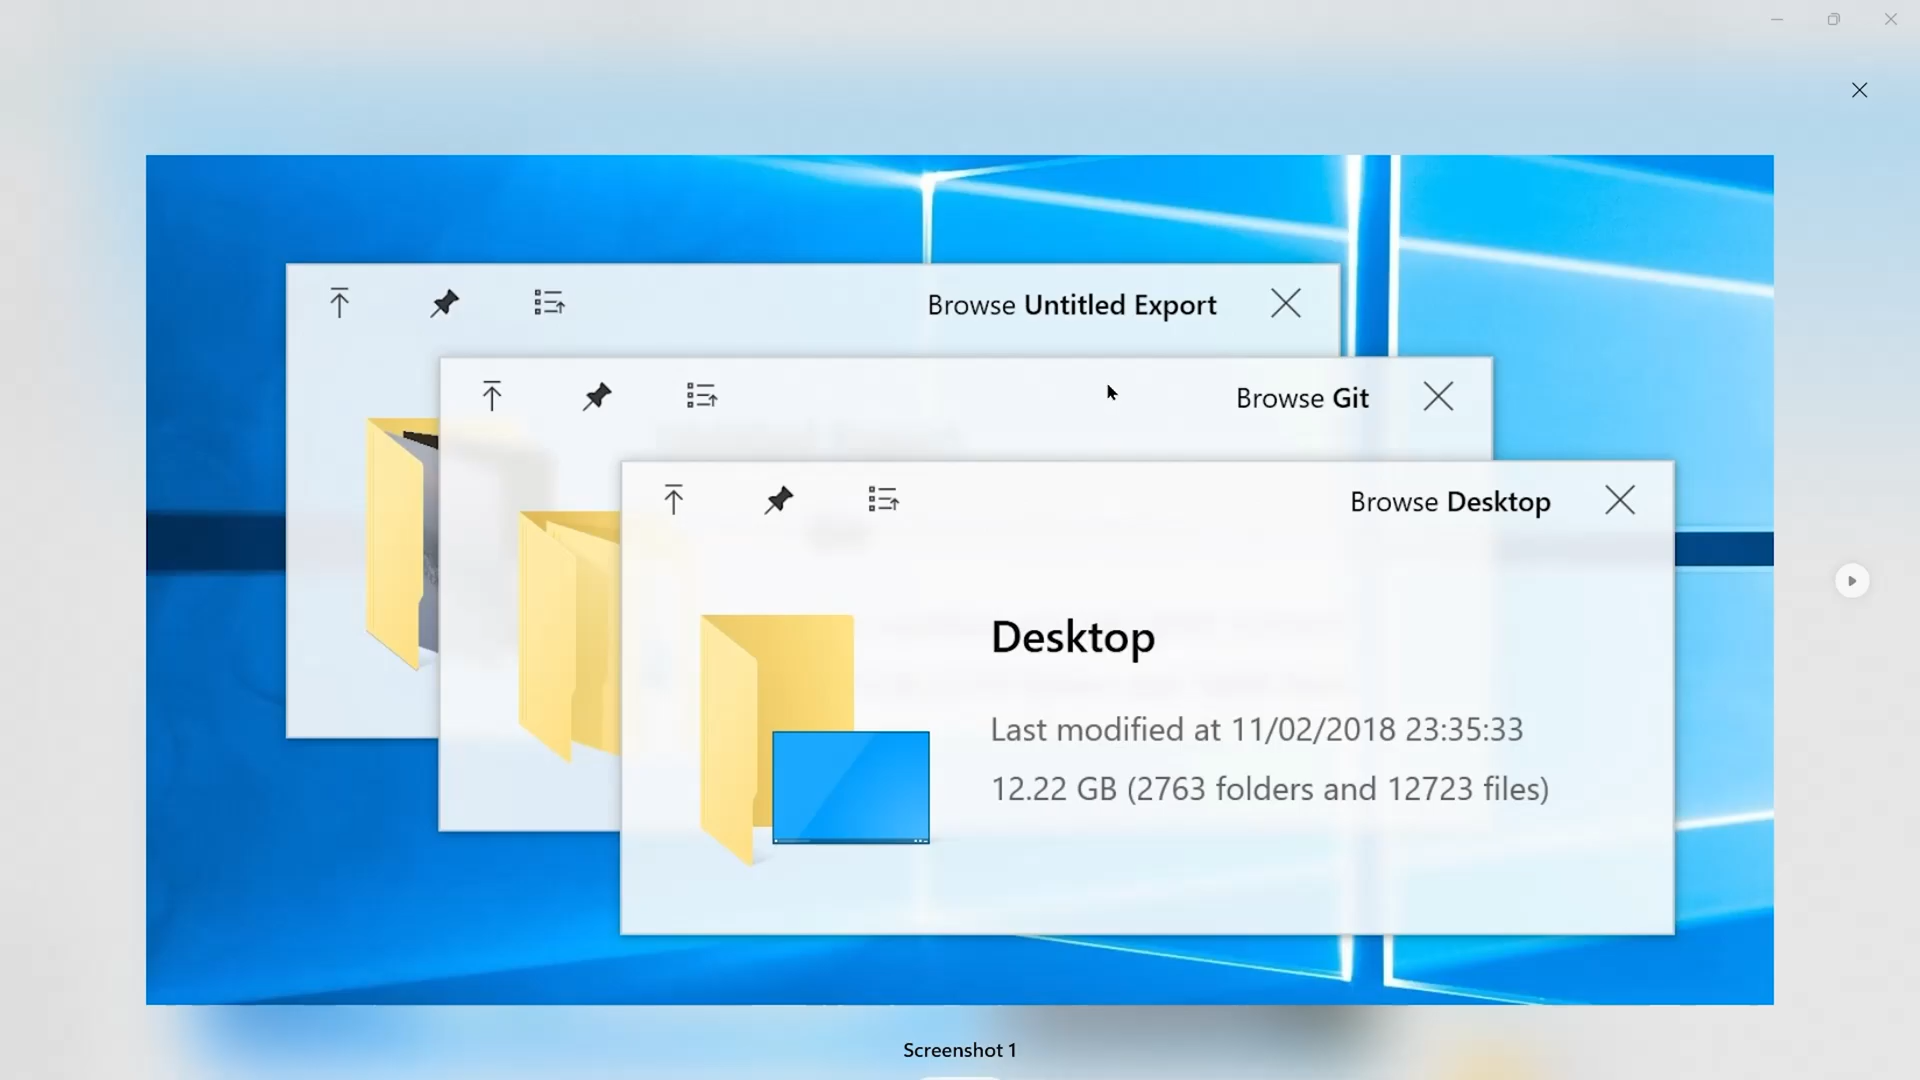 Browse Untitled Export
Browse Git
Browse Desktop
Desktop
Last modified at 11/02/2018 23:35:33
12.22 GB (2763 folders and 12723 files)
Screenshot 1